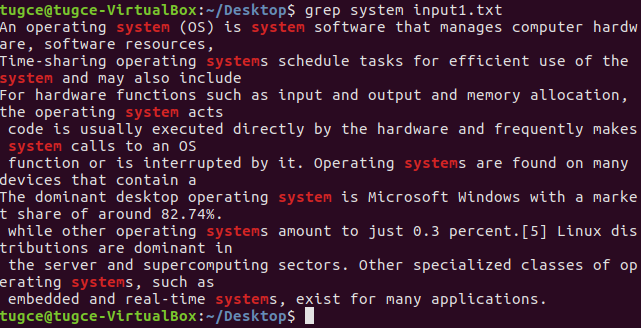 tugce@tugce-VirtualBox:~/Desktop$ grep system input1.txt
An operating system (OS) is system software that manages computer hardw
are, software resources,
Time-sharing operating systems schedule tasks for efficient use of the
system and may also include
For hardware functions such as input and output and memory allocation,
the operating system acts
 code is usually executed directly by the hardware and frequently makes
 system calls to an OS
 function or is interrupted by it. Operating systems are found on many
devices that contain a
The dominant desktop operating system is Microsoft Windows with a marke
t share of around 82.74%.
 while other operating systems amount to just 0.3 percent.[5] Linux dis
tributions are dominant in
 the server and supercomputing sectors. Other specialized classes of op
erating systems, such as
 embedded and real-time systems, exist for many applications.
tugce@tugce-VirtualBox:~/Desktop$